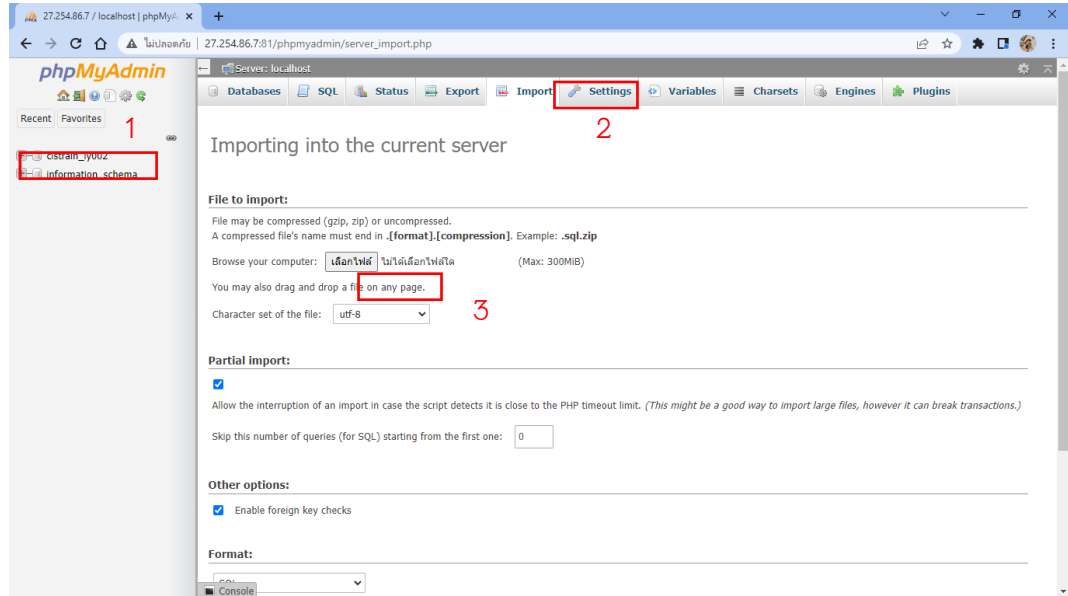 27.254.86.7 / localhost | phpMyA
ไม่ปลอดภัย | 27.254.86.7:81/phpmyadmin/server_import.php
phpMyAdmin
Recent Favorites
1
cistrain_ly002
information_schema
Server: localhost
Databases SQL Status Export Import Settings Variables Charsets Engines Plugins
2
Importing into the current server
File to import:
File may be compressed (gzip, zip) or uncompressed.
A compressed file's name must end in .[format].[compression]. Example: .sql.zip
Browse your computer: เลือกไฟล์ ไม่ได้เลือกไฟล์ใด (Max: 300MiB)
You may also drag and drop a file on any page.
3
Character set of the file: utf-8
Partial import:
Allow the interruption of an import in case the script detects it is close to the PHP timeout limit. (This might be a good way to import large files, however it can break transactions.)
Skip this number of queries (for SQL) starting from the first one: 0
Other options:
Enable foreign key checks
Format:
SQL
Console